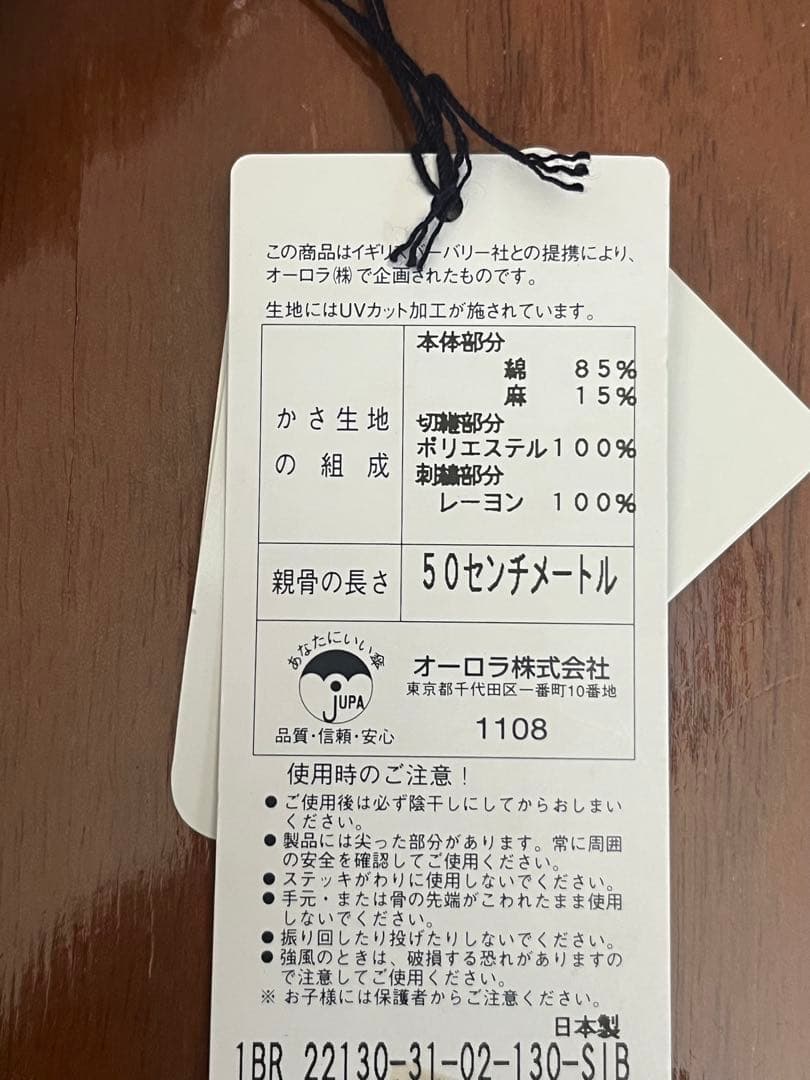 この商品はイギリスバーバリー社との提携により、
オーロラ㈱で企画されたものです。
生地にはUVカット加工が施されています。
かさ生地
の組成
本体部分
綿 85%
麻 15%
切継部分
ポリエステル100%
刺繍部分
レーヨン 100%
親骨の長さ
50センチメートル
あなたにいい傘
JUPA
品質・信頼・安心
オーロラ株式会社
東京都千代田区一番町10番地
1108
使用時のご注意!
●ご使用後は必ず陰干しにしてからおしまい
ください。
●製品には尖った部分があります。常に周囲
の安全を確認してご使用ください。
●ステッキがわりに使用しないでください。
●手元・または骨の先端がこわれたまま使用
しないでください。
●振り回したり投げたりしないでください。
●強風のときは、破損する恐れがありますの
で注意してご使用ください。
※ お子様には保護者からご注意ください。
日本製
1BR 22130-31-02-130-SIB